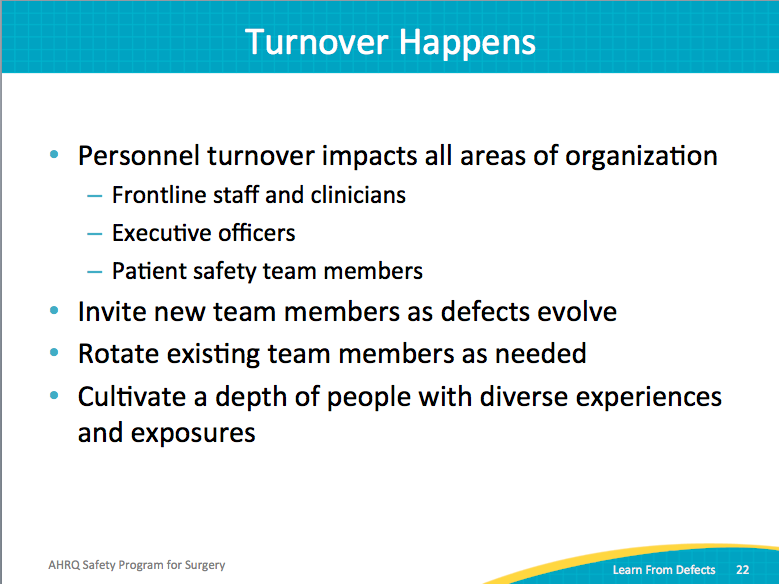 Turnover Happens
• Personnel turnover impacts all areas of organization
– Frontline staff and clinicians
– Executive officers
– Patient safety team members
• Invite new team members as defects evolve
• Rotate existing team members as needed
• Cultivate a depth of people with diverse experiences
and exposures
AHRQ Safety Program for Surgery
Learn From Defects 22